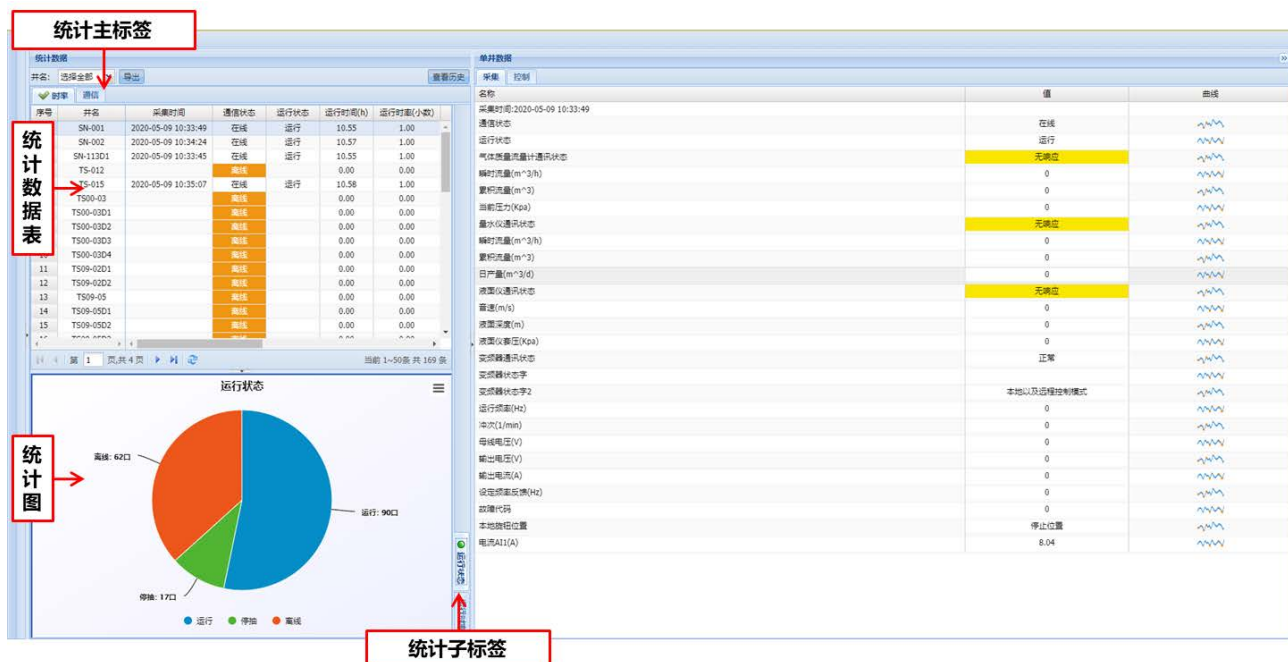 统计主标签
统计数据
井名: 选择全部 导出 查看历史
时率 通信
序号 井名 采集时间 通信状态 运行状态 运行时间(h) 运行时率(小数)
SN-001 2020-05-09 10:33:49 在线 运行 10.55 1.00
SN-002 2020-05-09 10:34:24 在线 运行 10.57 1.00
SN-113D1 2020-05-09 10:33:45 在线 运行 10.55 1.00
TS-012 离线 0.00 0.00
TS-015 2020-05-09 10:35:07 在线 运行 10.58 1.00
TS00-03 离线 0.00 0.00
TS00-03D1 离线 0.00 0.00
TS00-03D2 离线 0.00 0.00
TS00-03D3 离线 0.00 0.00
TS00-03D4 离线 0.00 0.00
11 TS09-02D1 离线 0.00 0.00
12 TS09-02D2 离线 0.00 0.00
13 TS09-05 离线 0.00 0.00
14 TS09-05D1 离线 0.00 0.00
15 TS09-05D2 离线 0.00 0.00
统计数据表
第 1 页,共 4 页 当前 1~50条 共 169 条
运行状态
离线: 62口
运行: 90口
停抽: 17口
运行 停抽 离线
统计图
运行状态
统计子标签
单井数据
采集 控制
名称 值 曲线
采集时间:2020-05-09 10:33:49
通信状态 在线
运行状态 运行
气体质量流量计通讯状态 无响应
瞬时流量(m^3/h) 0
累积流量(m^3) 0
当前压力(Kpa) 0
量水仪通讯状态 无响应
瞬时流量(m^3/h) 0
累积流量(m^3) 0
日产量(m^3/d) 0
液面仪通讯状态 无响应
音速(m/s) 0
液面深度(m) 0
液面仪套压(Kpa) 0
变频器通讯状态 正常
变频器状态字
变频器状态字2 本地以及远程控制模式
运行频率(Hz) 0
冲次(1/min) 0
母线电压(V) 0
输出电压(V) 0
输出电流(A) 0
设定频率反馈(Hz) 0
故障代码 0
本地旋钮位置 停止位置
电流AI1(A) 8.04